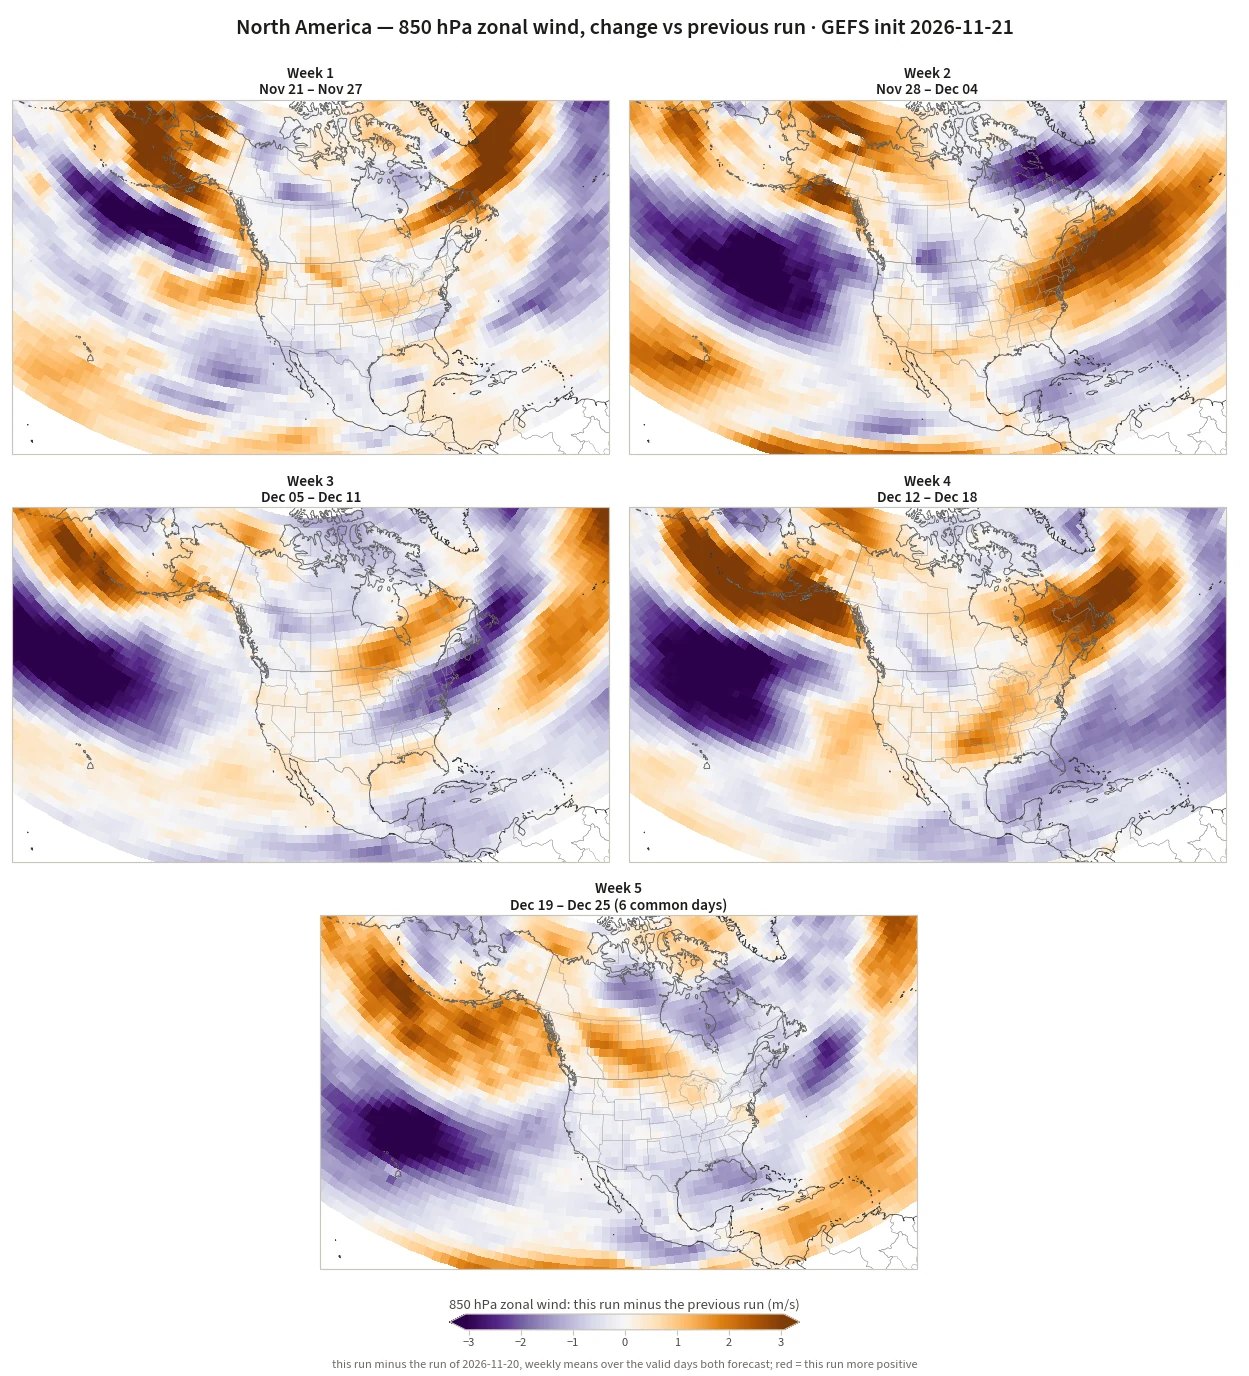 North America — 850 hPa zonal wind, change vs previous run · GEFS init 2026-11-21
Week 1
Nov 21 – Nov 27
Week 2
Nov 28 – Dec 04
Week 3
Dec 05 – Dec 11
Week 4
Dec 12 – Dec 18
Week 5
Dec 19 – Dec 25 (6 common days)
850 hPa zonal wind: this run minus the previous run (m/s)
−3 −2 −1 0 1 2 3
this run minus the run of 2026-11-20, weekly means over the valid days both forecast; red = this run more positive